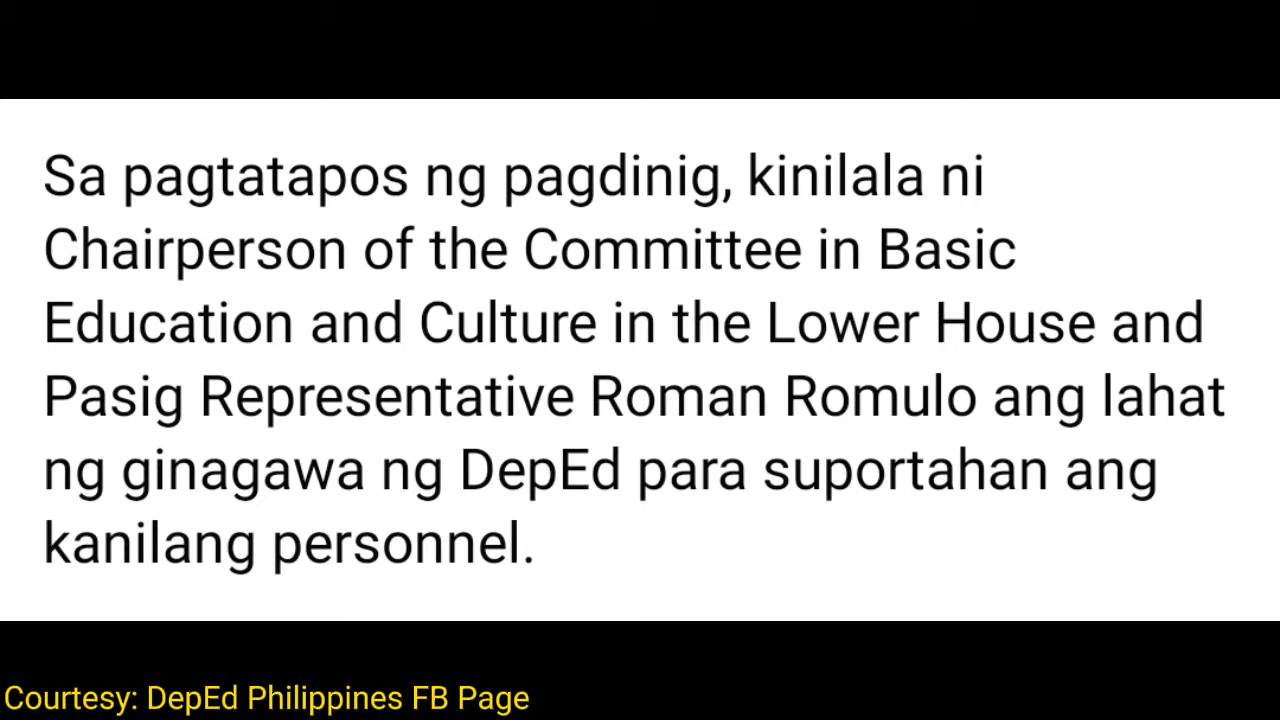 Sa pagtatapos ng pagdinig, kinilala ni
Chairperson of the Committee in Basic
Education and Culture in the Lower House and
Pasig Representative Roman Romulo ang lahat
ng ginagawa ng DepEd para suportahan ang
kanilang personnel.
Courtesy: DepEd Philippines FB Page